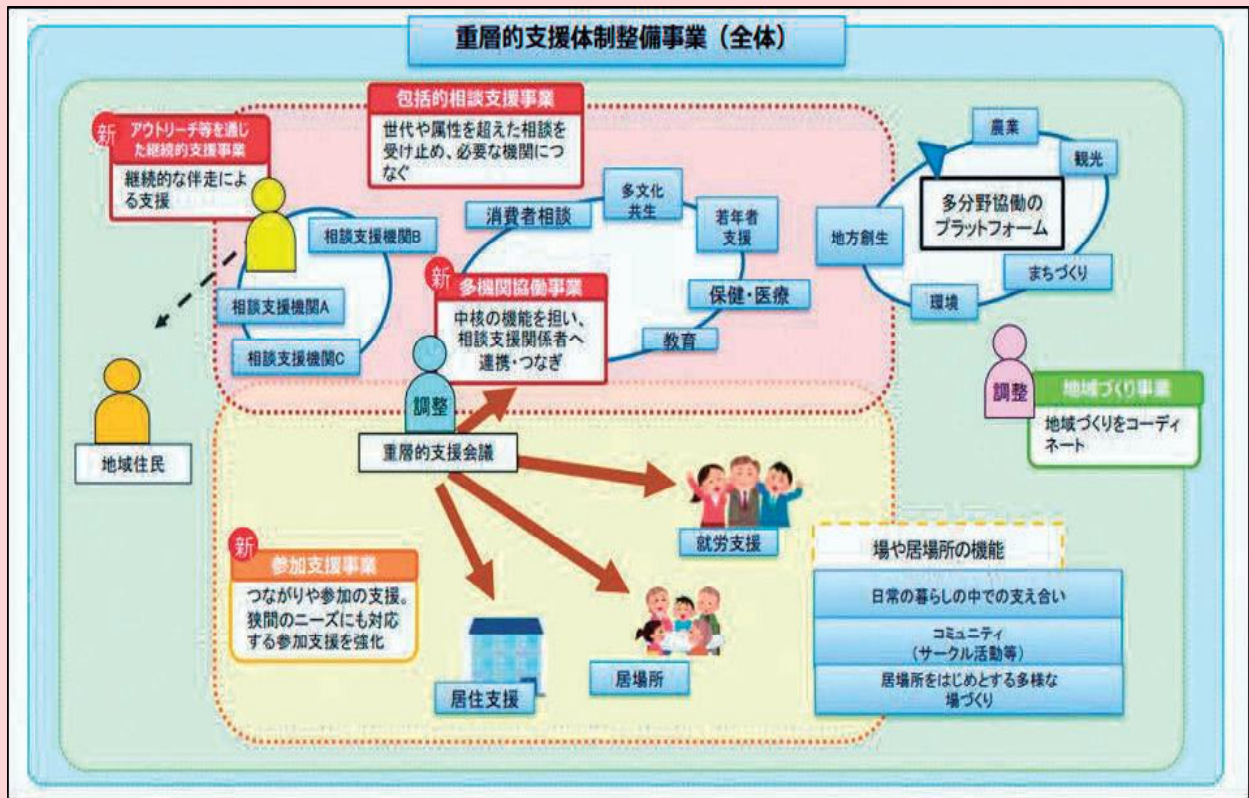 重層的支援体制整備事業（全体）
新
アウトリーチ等を通じ
た継続的支援事業
継続的な伴走によ
る支援
包括的相談支援事業
世代や属性を超えた相談を
受け止め、必要な機関につ
なぐ
相談支援機関B
相談支援機関A
相談支援機関C
消費者相談
多文化
共生
若年者
支援
保健・医療
教育
新
多機関協働事業
中核の機能を担い、
相談支援関係者へ
連携・つなぎ
農業
観光
多分野協働の
プラットフォーム
地方創生
まちづくり
環境
調整
地域づくり事業
地域づくりをコーディ
ネート
地域住民
調整
重層的支援会議
就労支援
新
参加支援事業
つながりや参加の支援。
狭間のニーズにも対応
する参加支援を強化
居住支援
居場所
場や居場所の機能
日常の暮らしの中での支え合い
コミュニティ
（サークル活動等）
居場所をはじめとする多様な
場づくり